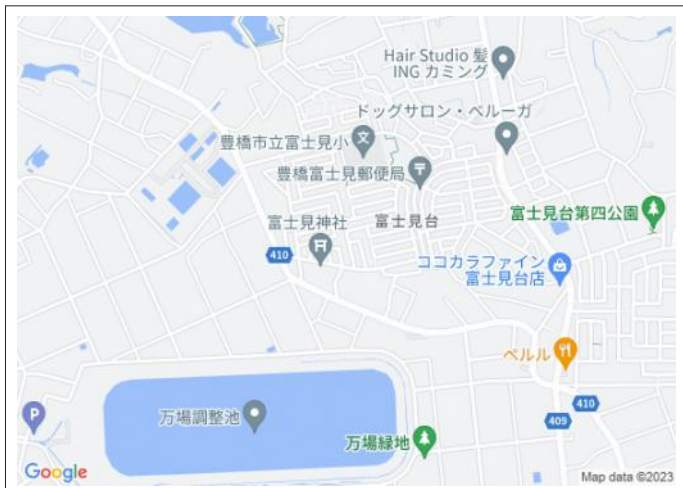 Hair Studio 髪
ING カミング
ドッグサロン・ベルーガ
豊橋市立富士見小
文
豊橋富士見郵便局
富士見台第四公園
富士見神社
富士見台
410
ココカラファイン
富士見台店
ペルル
P
万場調整池
410
409
万場緑地
Google
Map data ©2023